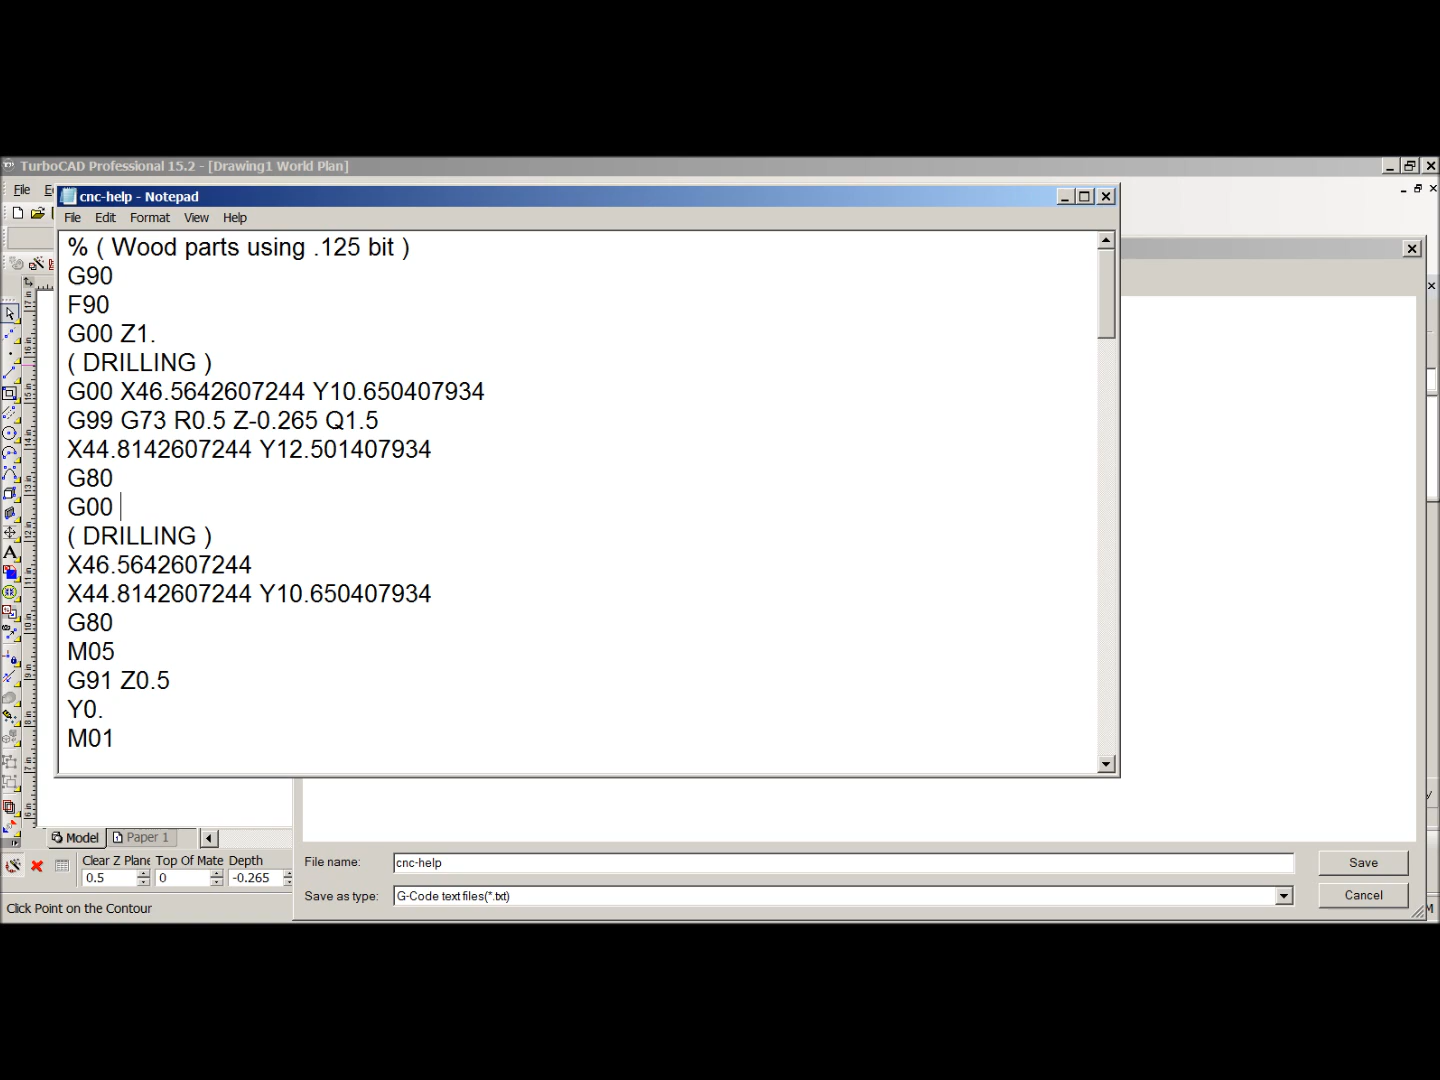 TurboCAD Professional 15.2 - [Drawing1 World Plan]
File
cnc-help - Notepad
File Edit Format View Help
% ( Wood parts using .125 bit )
G90
F90
G00 Z1.
( DRILLING )
G00 X46.5642607244 Y10.650407934
G99 G73 R0.5 Z-0.265 Q1.5
X44.8142607244 Y12.501407934
G80
G00
( DRILLING )
X46.5642607244
X44.8142607244 Y10.650407934
G80
M05
G91 Z0.5
Y0.
M01
Model Paper 1
Clear Z Plane Top Of Mate Depth
0.5 0 -0.265
Click Point on the Contour
File name: cnc-help Save
Save as type: G-Code text files(*.txt) Cancel